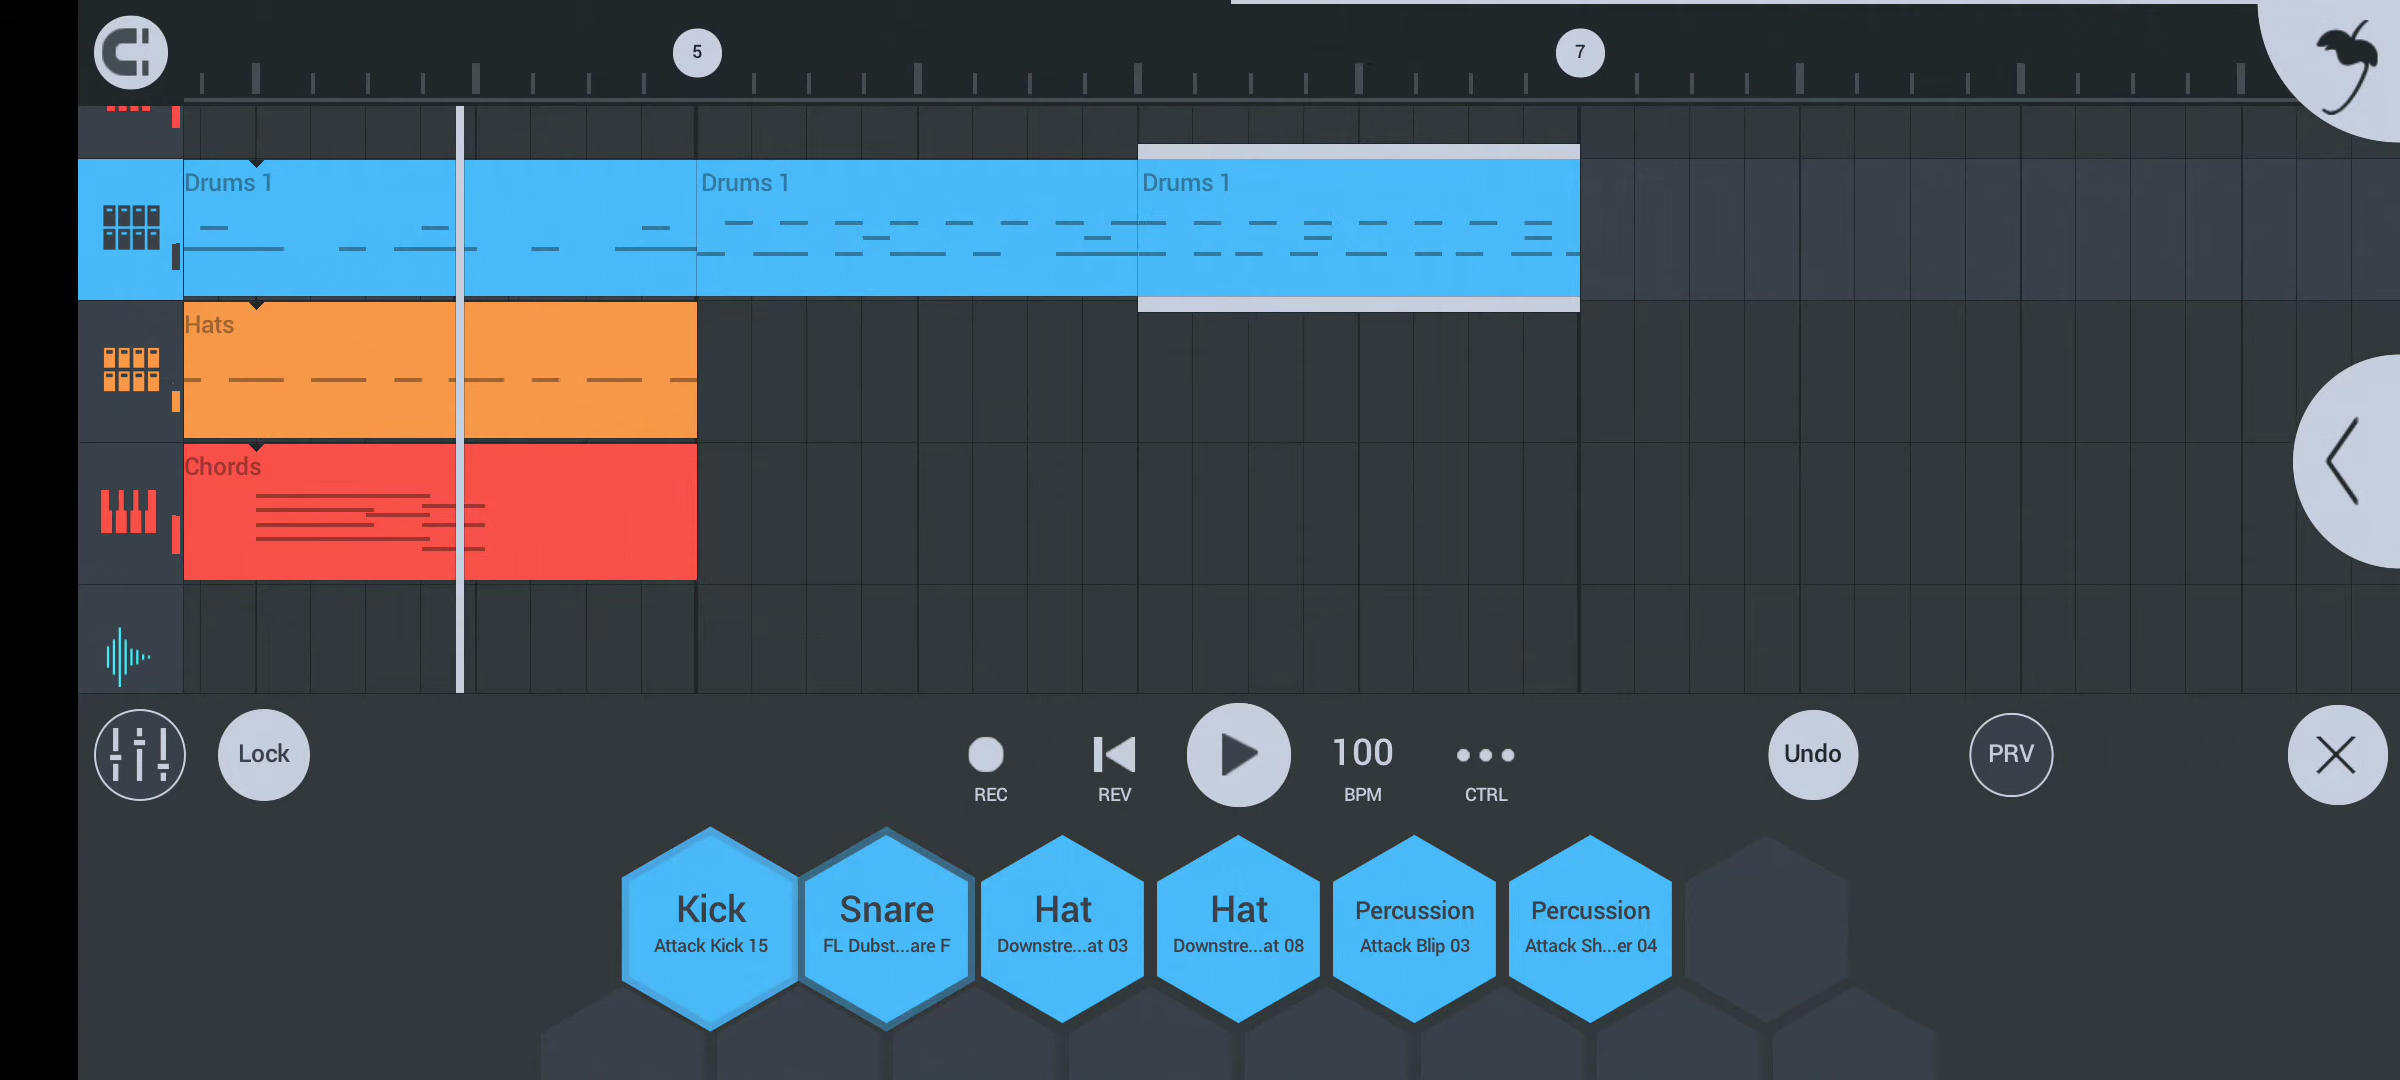 5
7
Drums 1
Drums 1
Drums 1
Hats
Chords
Lock
REC
REV
100
BPM
CTRL
Undo
PRV
Kick
Attack Kick 15
Snare
FL Dubst...are F
Hat
Downstre...at 03
Hat
Downstre...at 08
Percussion
Attack Blip 03
Percussion
Attack Sh...er 04